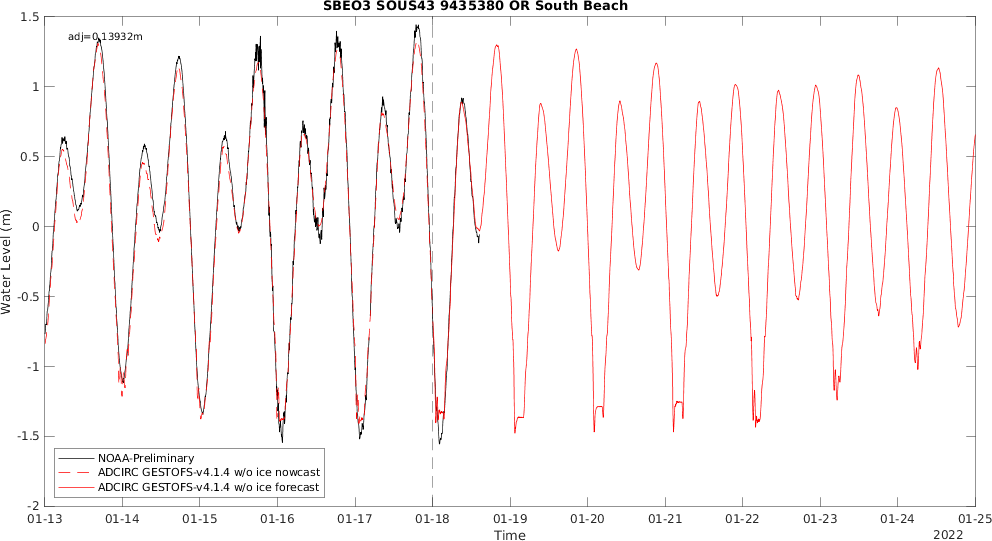 SBEO3 SOUS43 9435380 OR South Beach
adj=0.13932m
1.5
1
0.5
0
-0.5
-1
-1.5
-2
Water Level (m)
NOAA-Preliminary
ADCIRC GESTOFS-v4.1.4 w/o ice nowcast
ADCIRC GESTOFS-v4.1.4 w/o ice forecast
01-13 01-14 01-15 01-16 01-17 01-18 01-19 01-20 01-21 01-22 01-23 01-24 01-25
Time
2022